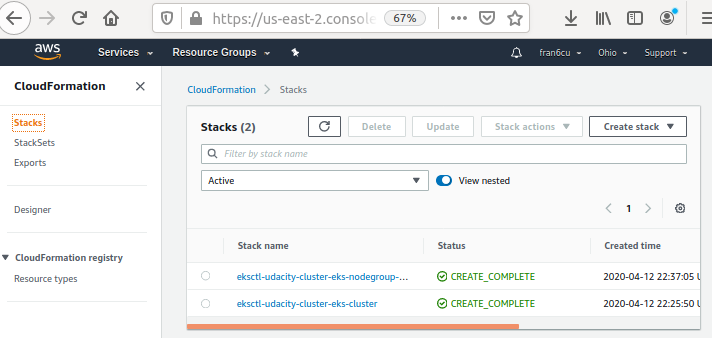 https://us-east-2.console 67%
aws Services Resource Groups fran6cu Ohio Support
CloudFormation
Stacks
StackSets
Exports
Designer
CloudFormation registry
Resource types
CloudFormation > Stacks
Stacks (2) Delete Update Stack actions Create stack
Filter by stack name
Active View nested
1
Stack name Status Created time
eksctl-udacity-cluster-eks-nodegroup-... CREATE_COMPLETE 2020-04-12 22:37:05 U
eksctl-udacity-cluster-eks-cluster CREATE_COMPLETE 2020-04-12 22:25:50 U